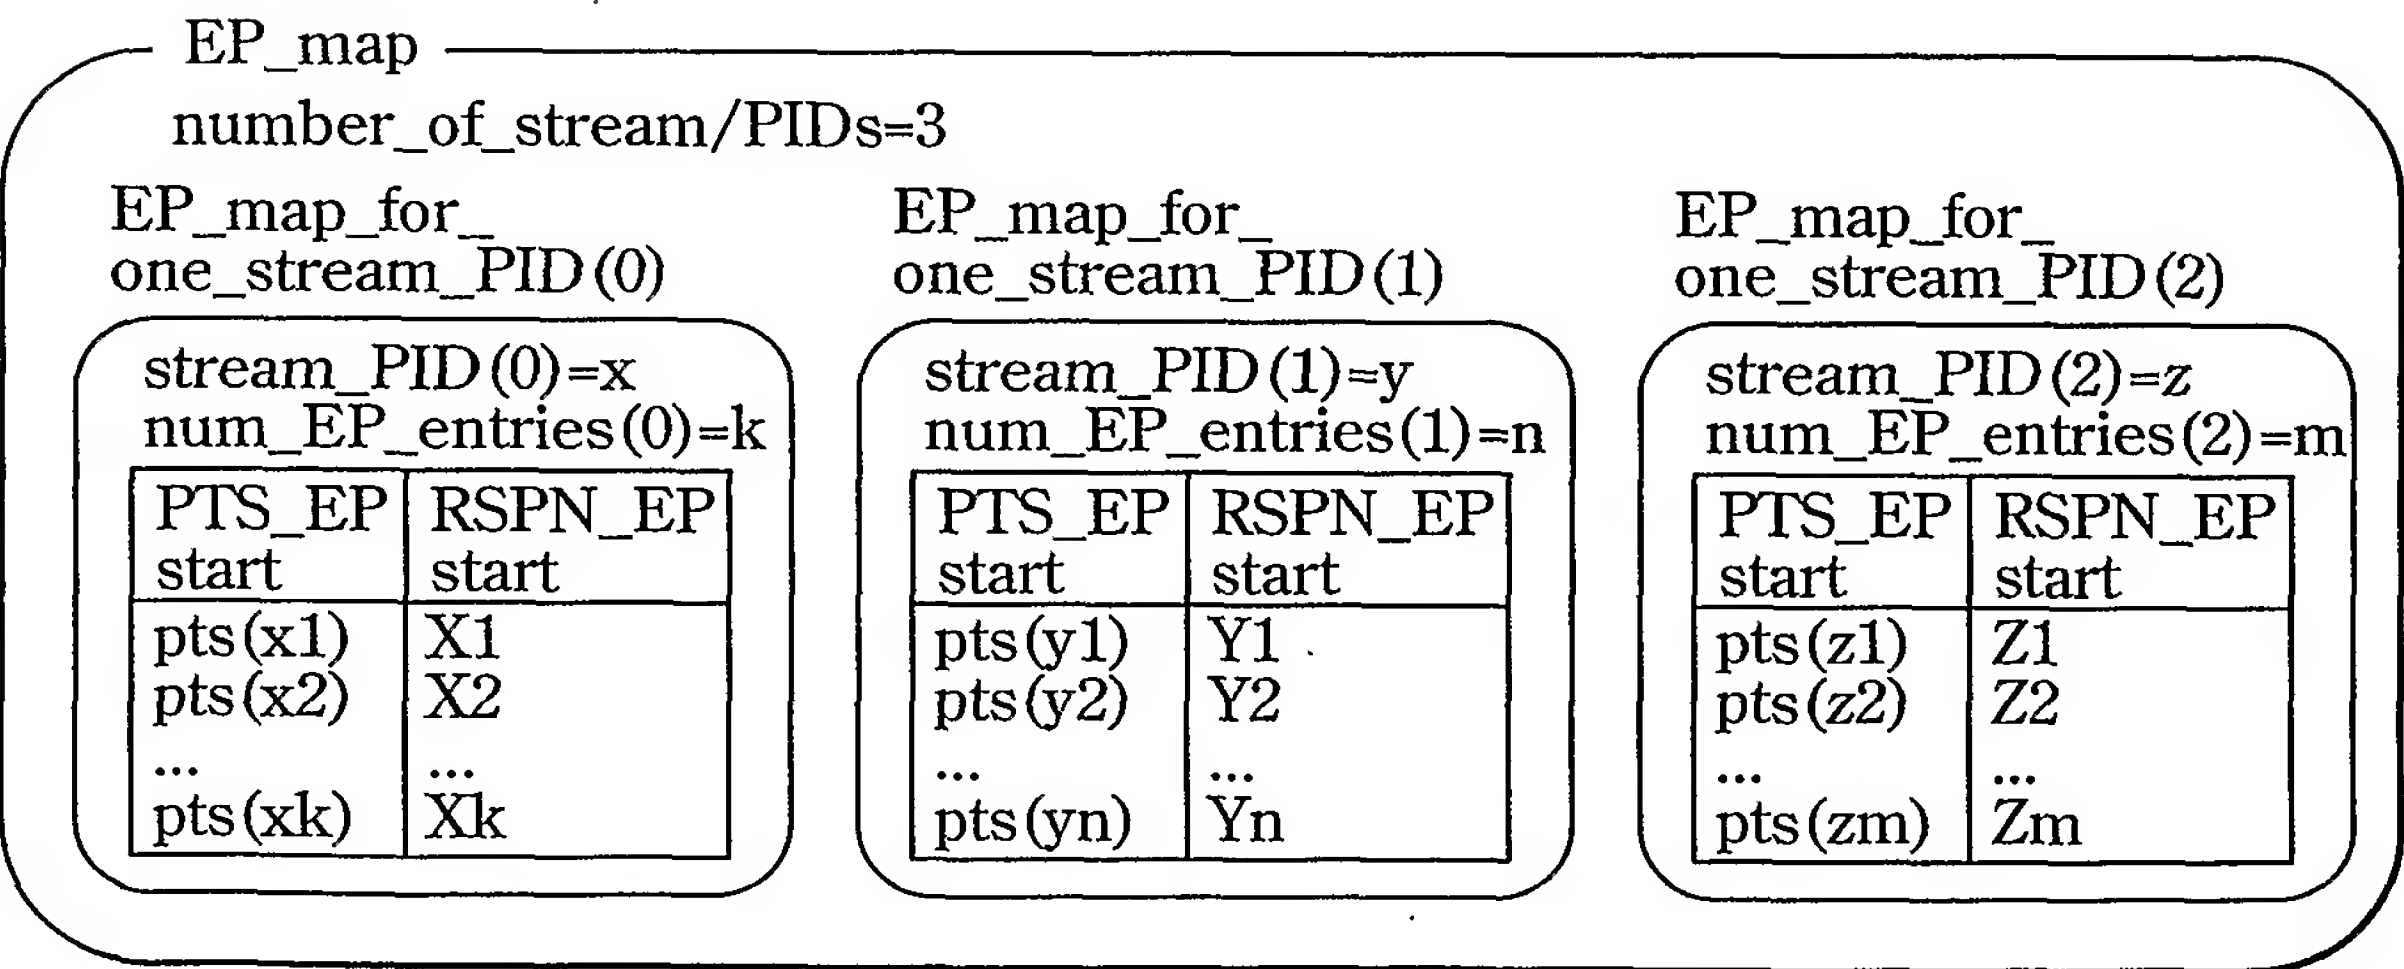 EP_map
number_of_stream/PIDs=3
EP_map_for_
one_stream_PID(0)
stream_PID(0)=x
num_EP_entries(0)=k
PTS_EP RSPN_EP
start start
pts(x1) X1
pts(x2) X2
... ...
pts(xk) Xk
EP_map_for_
one_stream_PID(1)
stream_PID(1)=y
num_EP_entries(1)=n
PTS_EP RSPN_EP
start start
pts(y1) Y1
pts(y2) Y2
... ...
pts(yn) Yn
EP_map_for_
one_stream_PID(2)
stream_PID(2)=z
num_EP_entries(2)=m
PTS_EP RSPN_EP
start start
pts(z1) Z1
pts(z2) Z2
... ...
pts(zm) Zm